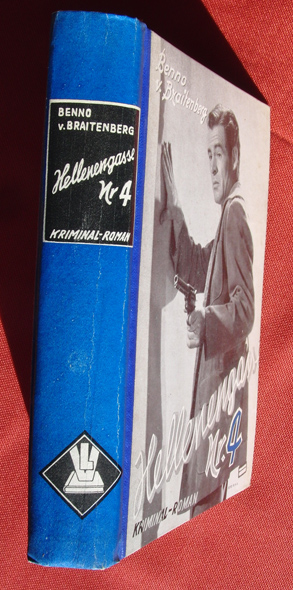 BENNO
v. BRAITENBERG
Hellenengasse
Nr 4
KRIMINAL-ROMAN
Benno
v. Braitenberg
Hellenengasse
Nr. 4
KRIMINAL-ROMAN